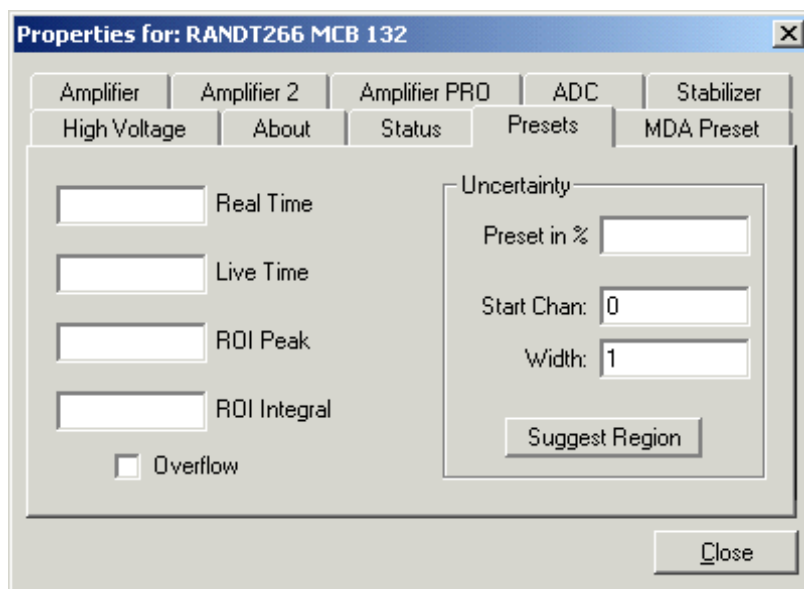 Properties for: RANDT266 MCB 132
Amplifier Amplifier 2 Amplifier PRO ADC Stabilizer
High Voltage About Status Presets MDA Preset
Real Time
Live Time
ROI Peak
ROI Integral
Overflow
Uncertainty
Preset in %
Start Chan: 0
Width: 1
Suggest Region
Close